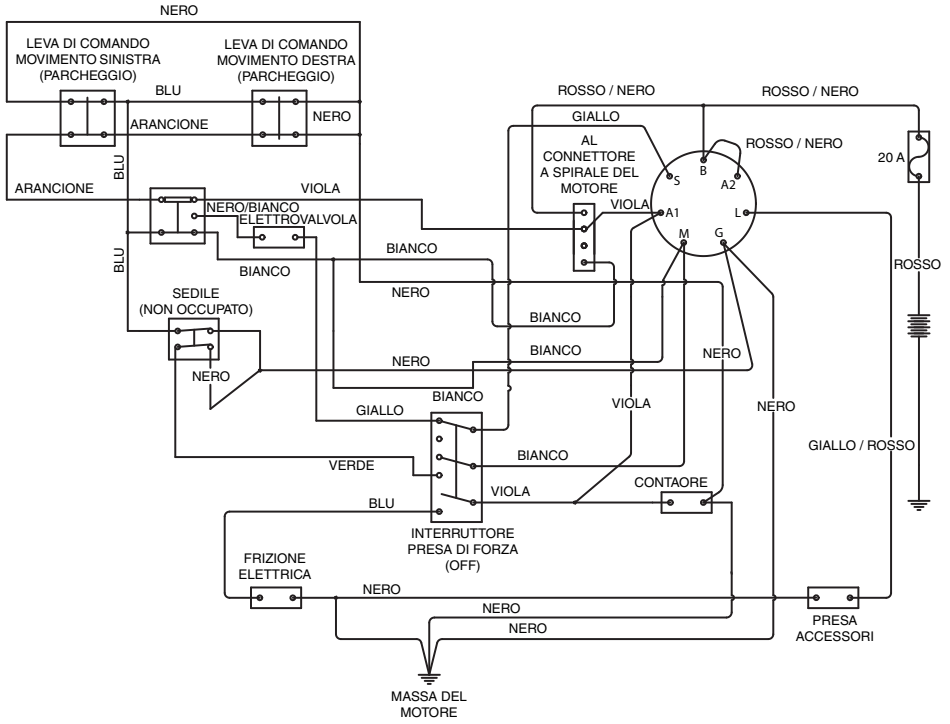 NERO
LEVA DI COMANDO
MOVIMENTO SINISTRA
(PARCHEGGIO)
LEVA DI COMANDO
MOVIMENTO DESTRA
(PARCHEGGIO)
BLU
NERO
ARANCIONE
BLU
ROSSO / NERO
ROSSO / NERO
GIALLO
AL
CONNETTORE
A SPIRALE DEL
MOTORE
ROSSO / NERO
20 A
B
S
A2
A1
L
M
G
ARANCIONE
VIOLA
NERO/BIANCO
ELETTROVALVOLA
VIOLA
BLU
BIANCO
BIANCO
ROSSO
SEDILE
(NON OCCUPATO)
NERO
BIANCO
BIANCO
NERO
NERO
NERO
BIANCO
VIOLA
NERO
GIALLO
GIALLO / ROSSO
VERDE
BIANCO
VIOLA
CONTAORE
BLU
INTERRUTTORE
PRESA DI FORZA
(OFF)
FRIZIONE
ELETTRICA
NERO
NERO
NERO
PRESA
ACCESSORI
MASSA DEL
MOTORE